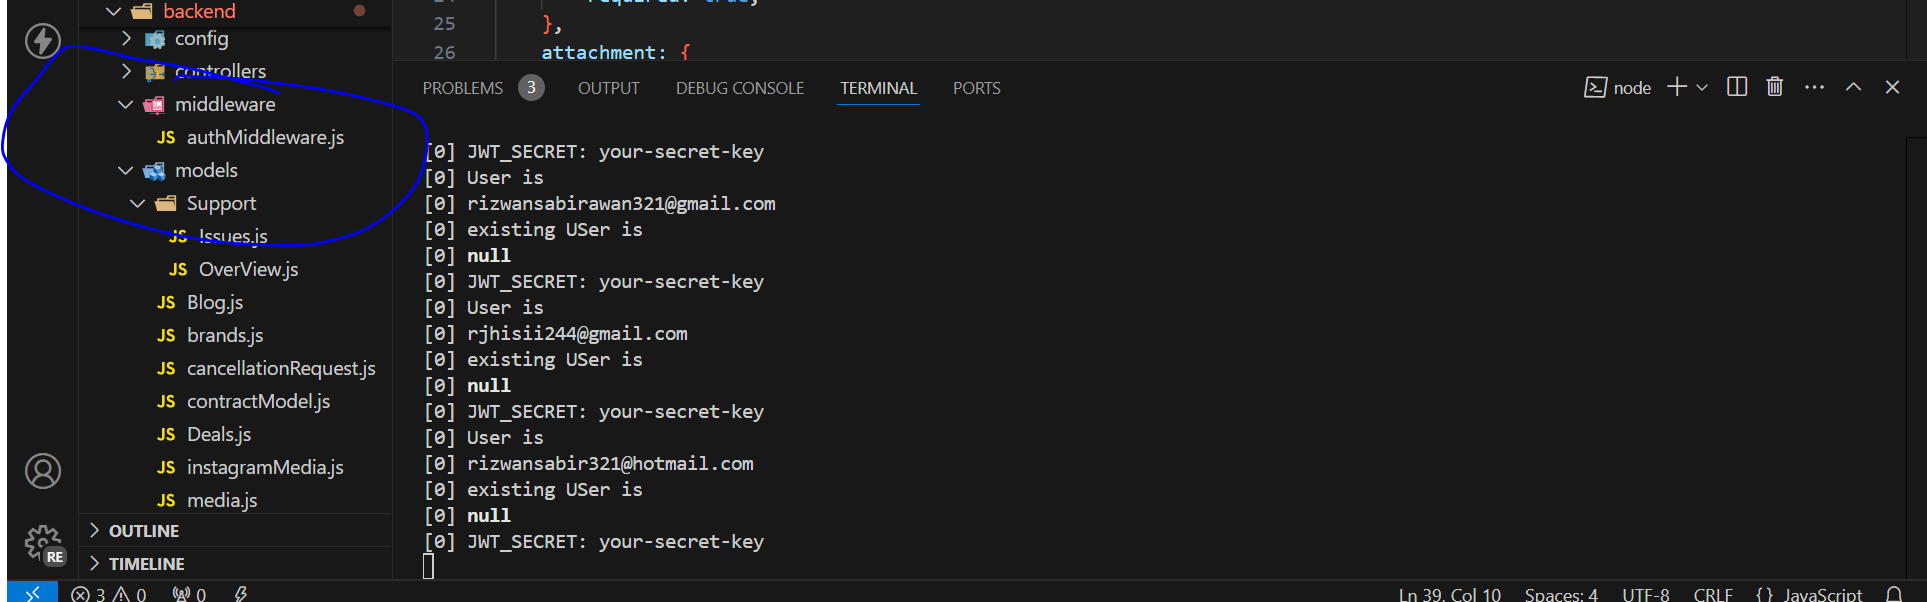 backend
config
controllers
middleware
JS authMiddleware.js
models
Support
JS Issues.js
JS OverView.js
JS Blog.js
JS brands.js
JS cancellationRequest.js
JS contractModel.js
JS Deals.js
JS instagramMedia.js
JS media.js
OUTLINE
TIMELINE
RE
25 },
26 attachment: {
PROBLEMS 3 OUTPUT DEBUG CONSOLE TERMINAL PORTS node
[0] JWT_SECRET: your-secret-key
[0] User is
[0] rizwansabirawan321@gmail.com
[0] existing USer is
[0] null
[0] JWT_SECRET: your-secret-key
[0] User is
[0] rjhisii244@gmail.com
[0] existing USer is
[0] null
[0] JWT_SECRET: your-secret-key
[0] User is
[0] rizwansabir321@hotmail.com
[0] existing USer is
[0] null
[0] JWT_SECRET: your-secret-key
3 0 0 Ln 39, Col 10 Spaces: 4 UTF-8 CRLF {} JavaScript